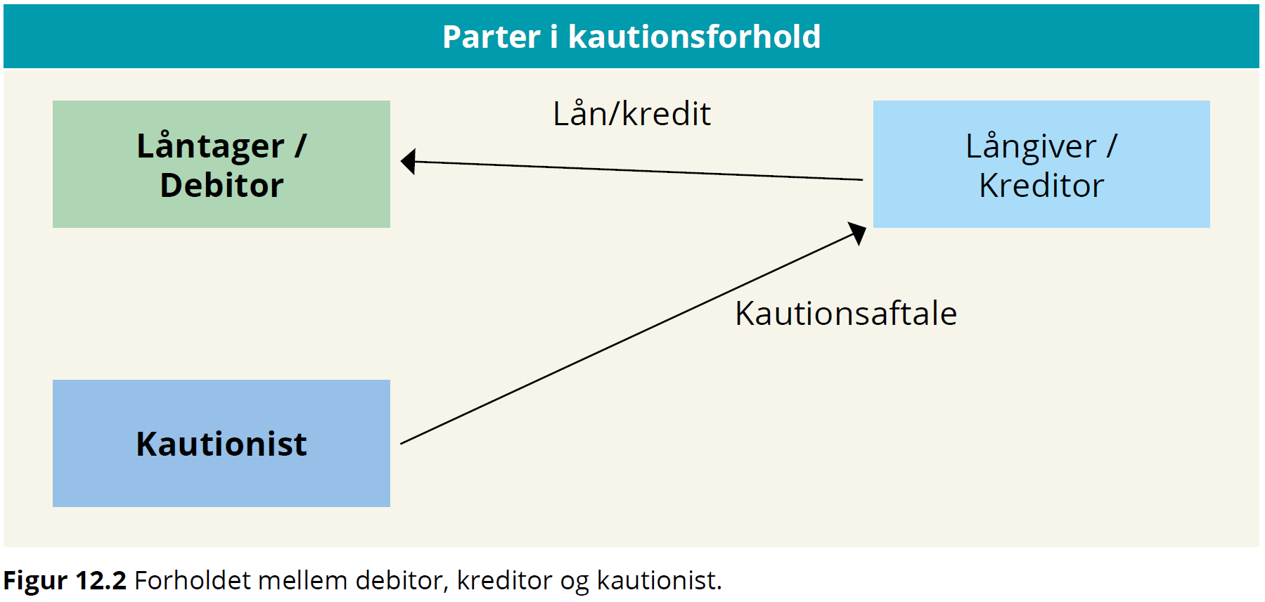 Parter i kautionsforhold
Lån/kredit
Låntager /
Debitor
Långiver /
Kreditor
Kautionsaftale
Kautionist
Figur 12.2 Forholdet mellem debitor, kreditor og kautionist.